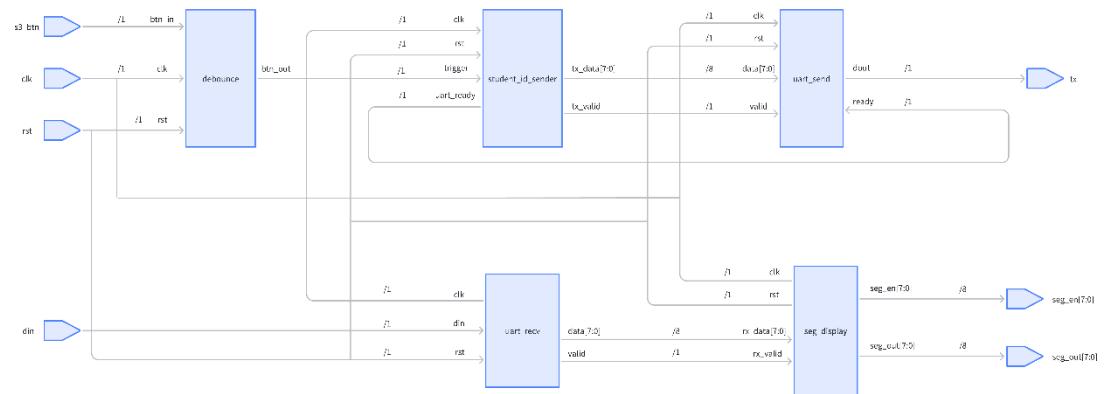 s3_btn /1 btn_in
clk /1 clk
rst /1 rst
debounce
btn_out
/1 clk
/1 rst
/1 trigger
/1 uart_ready
student_id_sender
tx_data[7:0] /8 data[7:0]
tx_valid /1 valid
/1 clk
/1 rst
uart_send
dout /1 tx
ready /1
/1 clk
din /1 din
/1 rst
uart_recv
data[7:0] /8 rx_data[7:0]
valid /1 rx_valid
/1 clk
/1 rst
seg_display
seg_en[7:0] /8 seg_en[7:0]
seg_out[7:0] /8 seg_out[7:0]